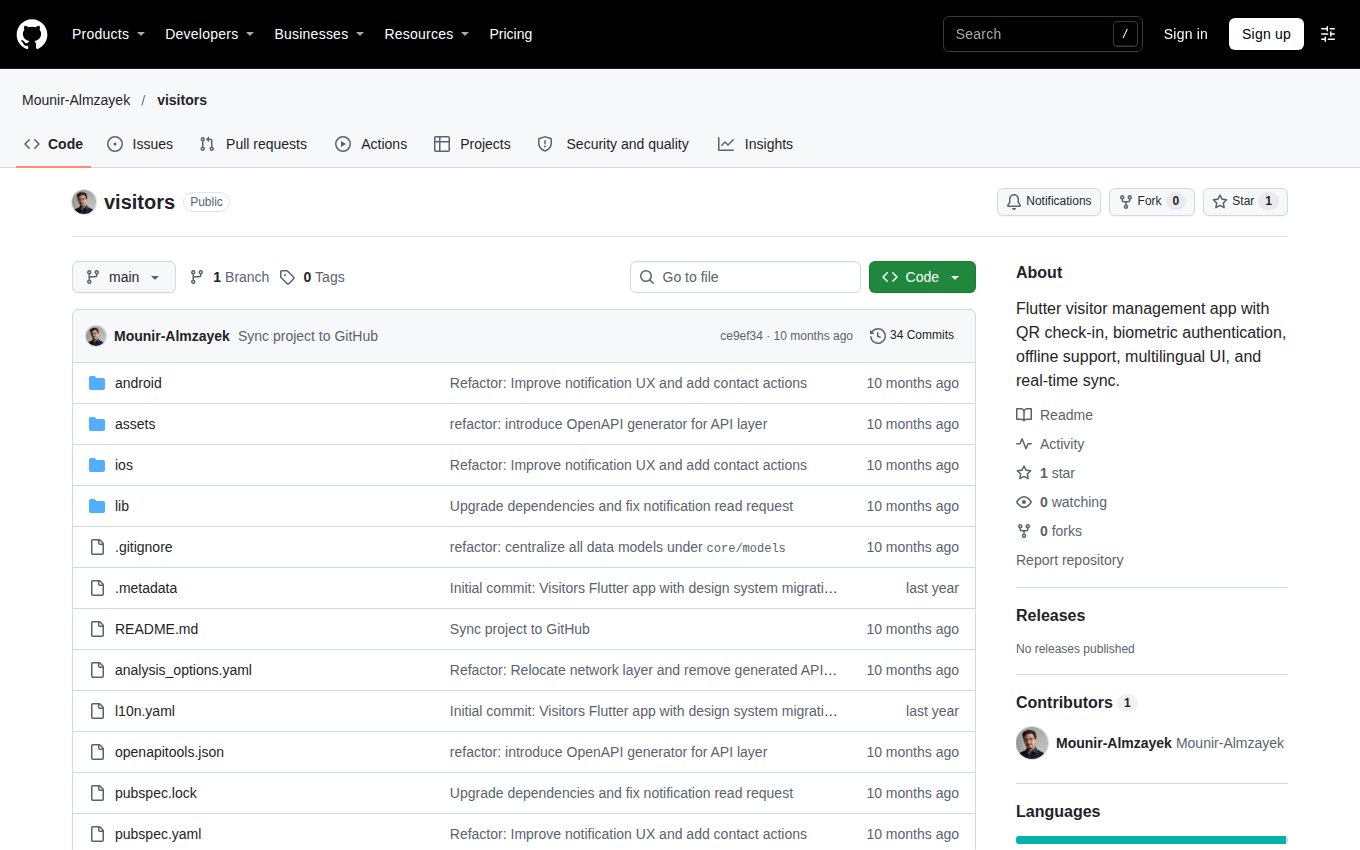 Products Developers Businesses Resources Pricing Search / Sign in Sign up
Mounir-Almzayek / visitors
Code Issues Pull requests Actions Projects Security and quality Insights
visitors Public Notifications Fork 0 Star 1
main 1 Branch 0 Tags Go to file Code
Mounir-Almzayek Sync project to GitHub ce9ef34 · 10 months ago 34 Commits
android Refactor: Improve notification UX and add contact actions 10 months ago
assets refactor: introduce OpenAPI generator for API layer 10 months ago
ios Refactor: Improve notification UX and add contact actions 10 months ago
lib Upgrade dependencies and fix notification read request 10 months ago
.gitignore refactor: centralize all data models under core/models 10 months ago
.metadata Initial commit: Visitors Flutter app with design system migrati… last year
README.md Sync project to GitHub 10 months ago
analysis_options.yaml Refactor: Relocate network layer and remove generated API… 10 months ago
l10n.yaml Initial commit: Visitors Flutter app with design system migrati… last year
openapitools.json refactor: introduce OpenAPI generator for API layer 10 months ago
pubspec.lock Upgrade dependencies and fix notification read request 10 months ago
pubspec.yaml Refactor: Improve notification UX and add contact actions 10 months ago
About
Flutter visitor management app with
QR check-in, biometric authentication,
offline support, multilingual UI, and
real-time sync.
Readme
Activity
1 star
0 watching
0 forks
Report repository
Releases
No releases published
Contributors 1
Mounir-Almzayek Mounir-Almzayek
Languages